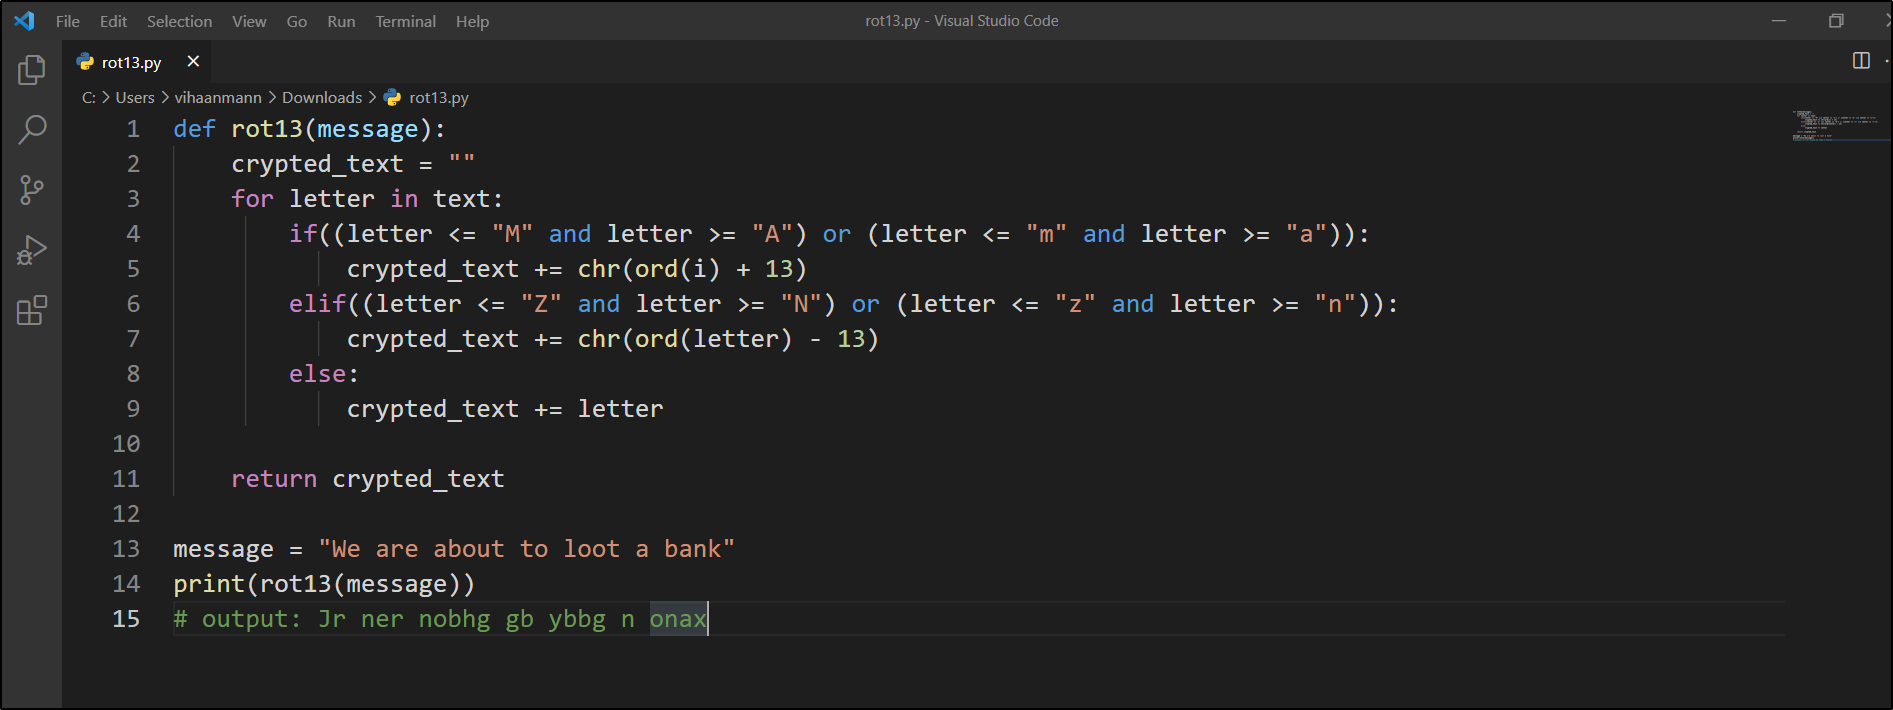 File Edit Selection View Go Run Terminal Help rot13.py - Visual Studio Code
rot13.py
C: > Users > vihaanmann > Downloads > rot13.py
1 def rot13(message):
2     crypted_text = ""
3     for letter in text:
4         if((letter <= "M" and letter >= "A") or (letter <= "m" and letter >= "a")):
5             crypted_text += chr(ord(i) + 13)
6         elif((letter <= "Z" and letter >= "N") or (letter <= "z" and letter >= "n")):
7             crypted_text += chr(ord(letter) - 13)
8         else:
9             crypted_text += letter
10
11     return crypted_text
12
13 message = "We are about to loot a bank"
14 print(rot13(message))
15 # output: Jr ner nobhg gb ybbg n onax